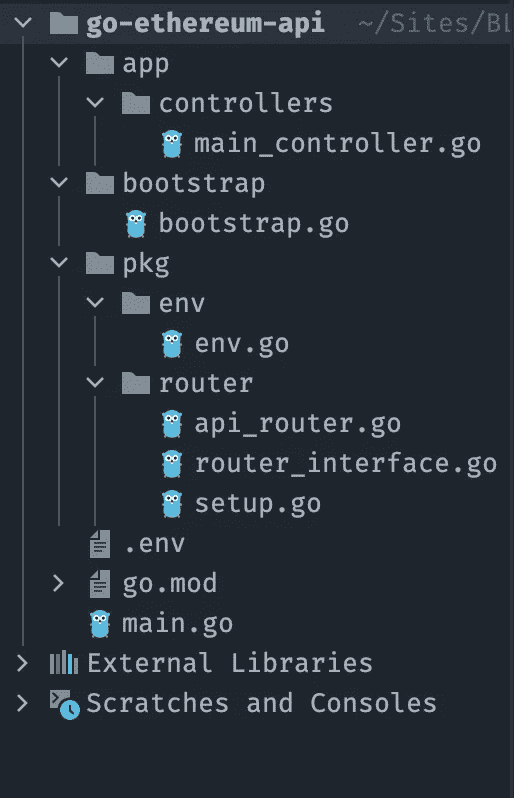 go-ethereum-api ~/Sites/Bl
app
controllers
main_controller.go
bootstrap
bootstrap.go
pkg
env
env.go
router
api_router.go
router_interface.go
setup.go
.env
go.mod
main.go
External Libraries
Scratches and Consoles